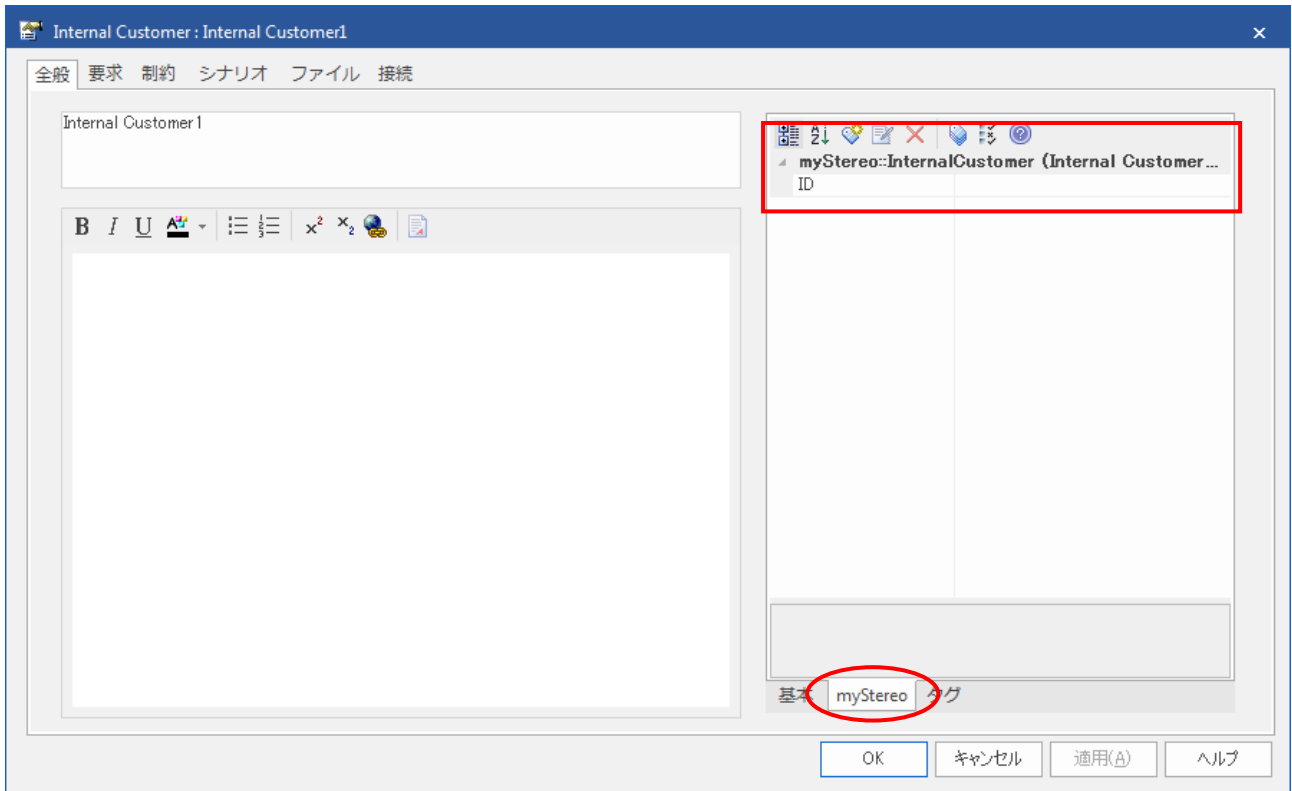 Internal Customer : Internal Customer1
全般 要求 制約 シナリオ ファイル 接続
Internal Customer1
myStereo::InternalCustomer (Internal Customer...
ID
B I U
基本 myStereo タグ
OK キャンセル 適用(A) ヘルプ